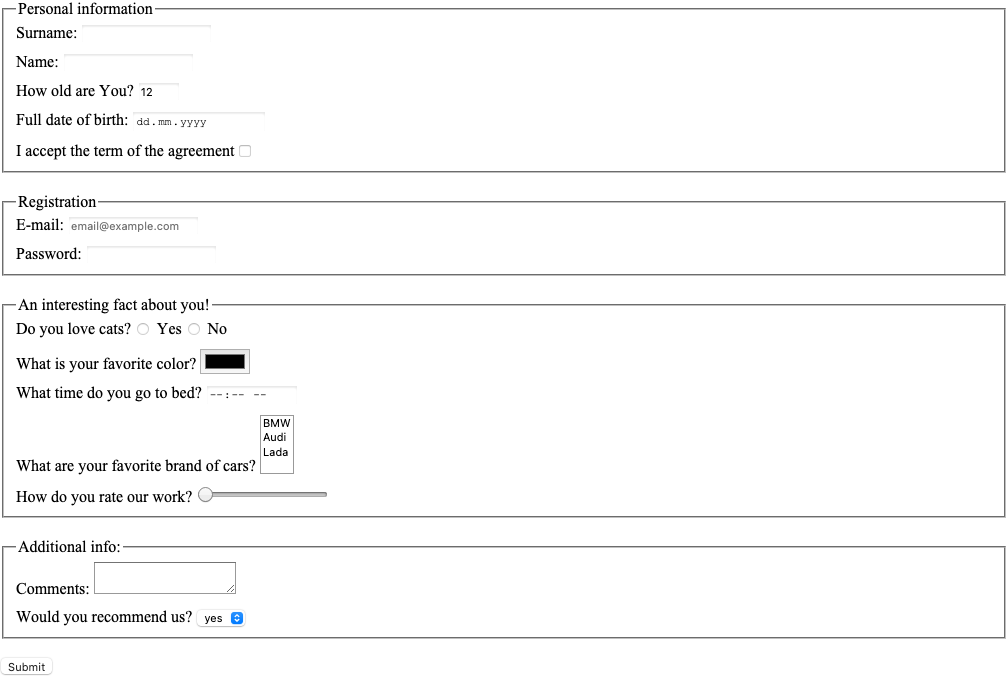 Personal information
Surname:
Name:
How old are You? 12
Full date of birth: dd.mm.yyyy
I accept the term of the agreement
Registration
E-mail: email@example.com
Password:
An interesting fact about you!
Do you love cats? Yes No
What is your favorite color?
What time do you go to bed? --:-- --
BMW
Audi
Lada
What are your favorite brand of cars?
How do you rate our work?
Additional info:
Comments:
Would you recommend us? yes
Submit